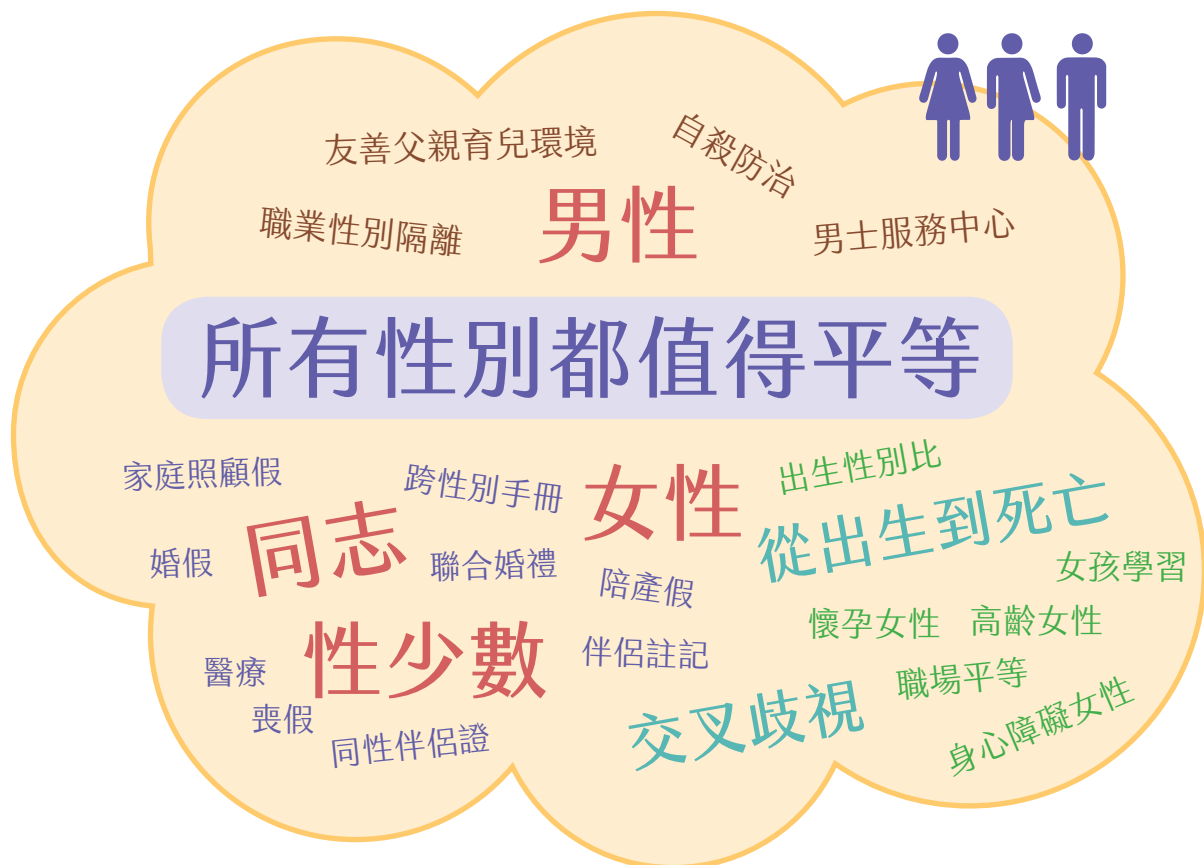 友善父親育兒環境
自殺防治
職業性別隔離
男性
男士服務中心
所有性別都值得平等
家庭照顧假
跨性別手冊
女性
出生性別比
同志
從出生到死亡
婚假
聯合婚禮
陪產假
女孩學習
懷孕女性
高齡女性
醫療
性少數
伴侶註記
職場平等
喪假
同性伴侶證
交叉歧視
身心障礙女性